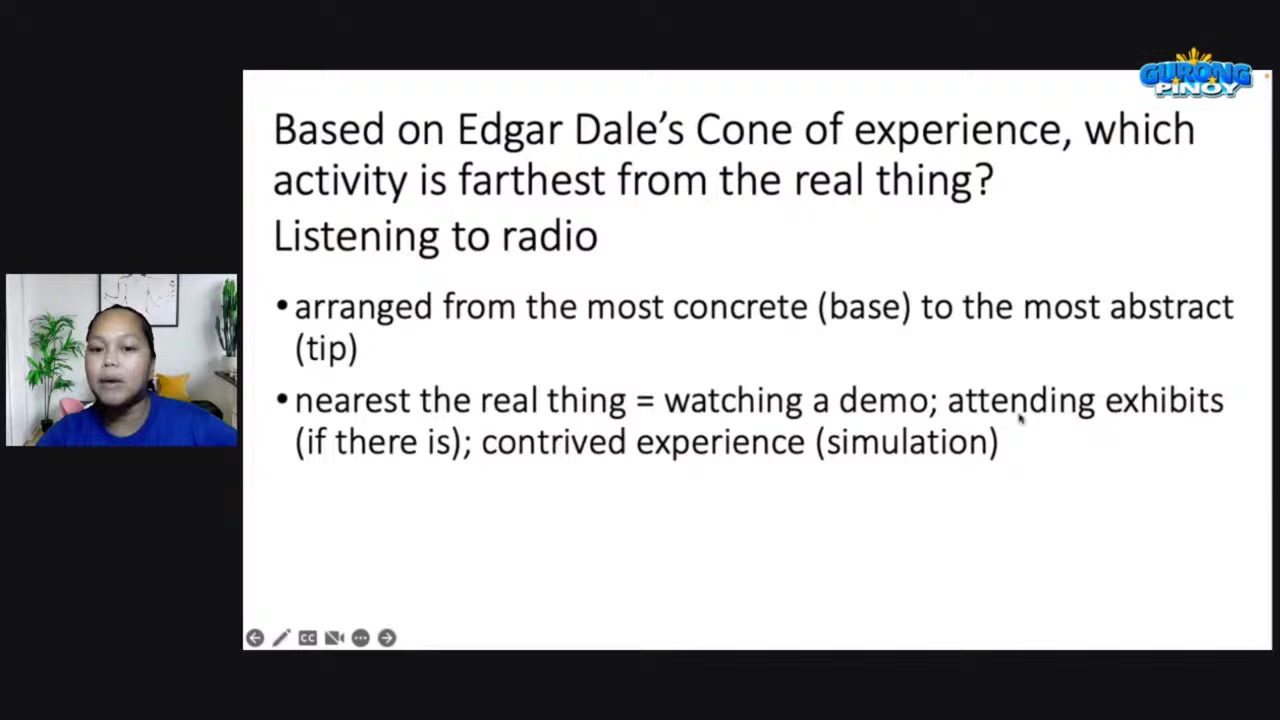 GURONG
PINOY
Based on Edgar Dale's Cone of experience, which
activity is farthest from the real thing?
Listening to radio
•arranged from the most concrete (base) to the most abstract
(tip)
•nearest the real thing = watching a demo; attending exhibits
(if there is); contrived experience (simulation)
CC